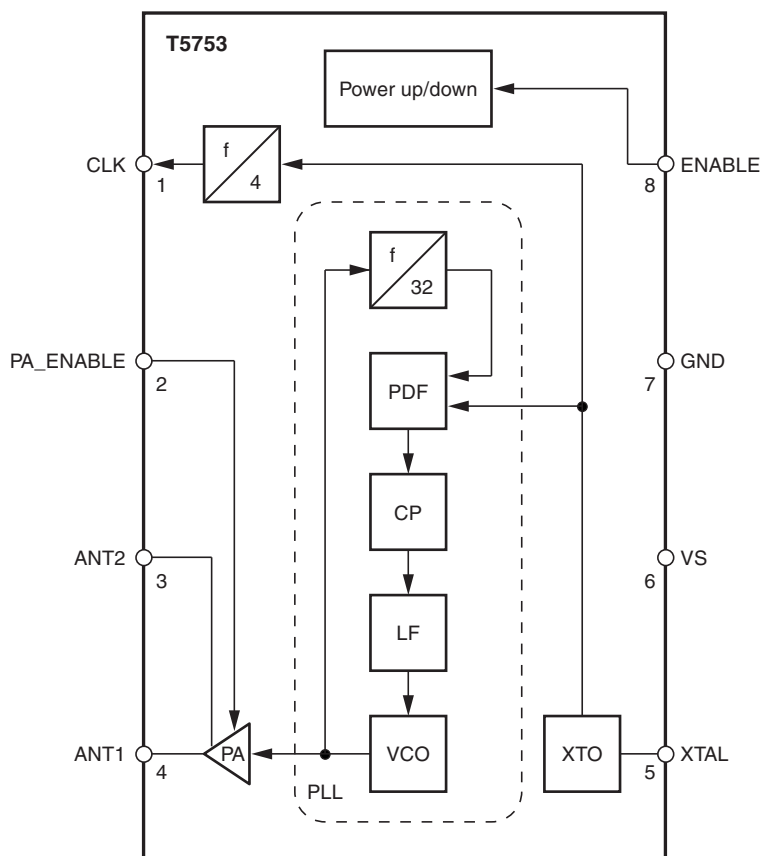 T5753
Power up/down
CLK
1
f
4
ENABLE
8
f
32
PA_ENABLE
2
PDF
GND
7
CP
ANT2
3
VS
6
LF
ANT1
4
PA
VCO
XTO
XTAL
5
PLL